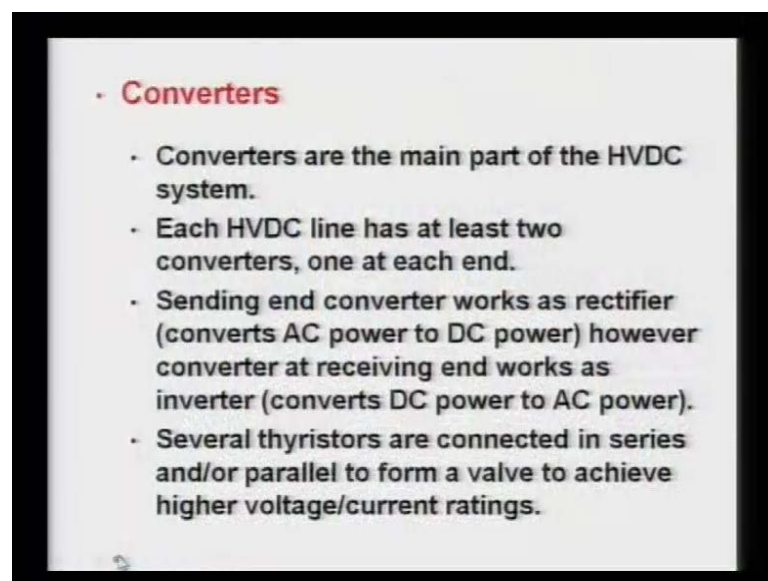 · Converters
· Converters are the main part of the HVDC
system.
· Each HVDC line has at least two
converters, one at each end.
· Sending end converter works as rectifier
(converts AC power to DC power) however
converter at receiving end works as
inverter (converts DC power to AC power).
· Several thyristors are connected in series
and/or parallel to form a valve to achieve
higher voltage/current ratings.